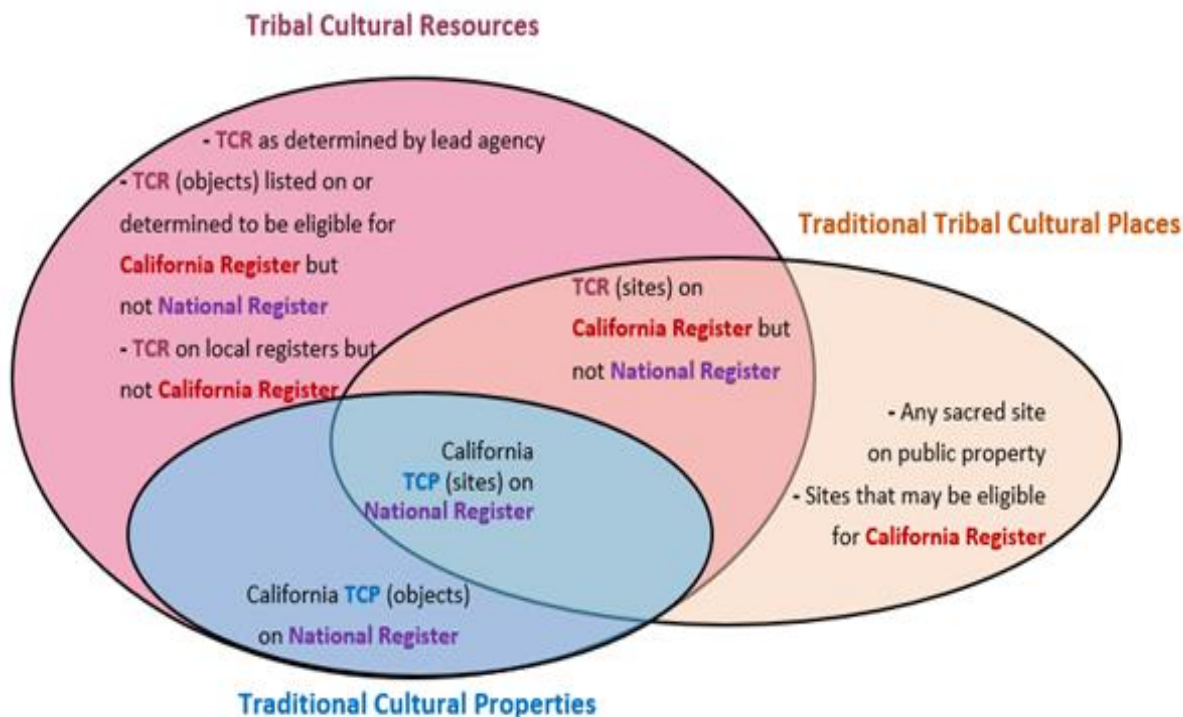 Tribal Cultural Resources
- TCR as determined by lead agency
- TCR (objects) listed on or
determined to be eligible for
California Register but
not National Register
- TCR on local registers but
not California Register
Traditional Tribal Cultural Places
TCR (sites) on
California Register but
not National Register
- Any sacred site
on public property
- Sites that may be eligible
for California Register
California
TCP (sites) on
National Register
California TCP (objects)
on National Register
Traditional Cultural Properties